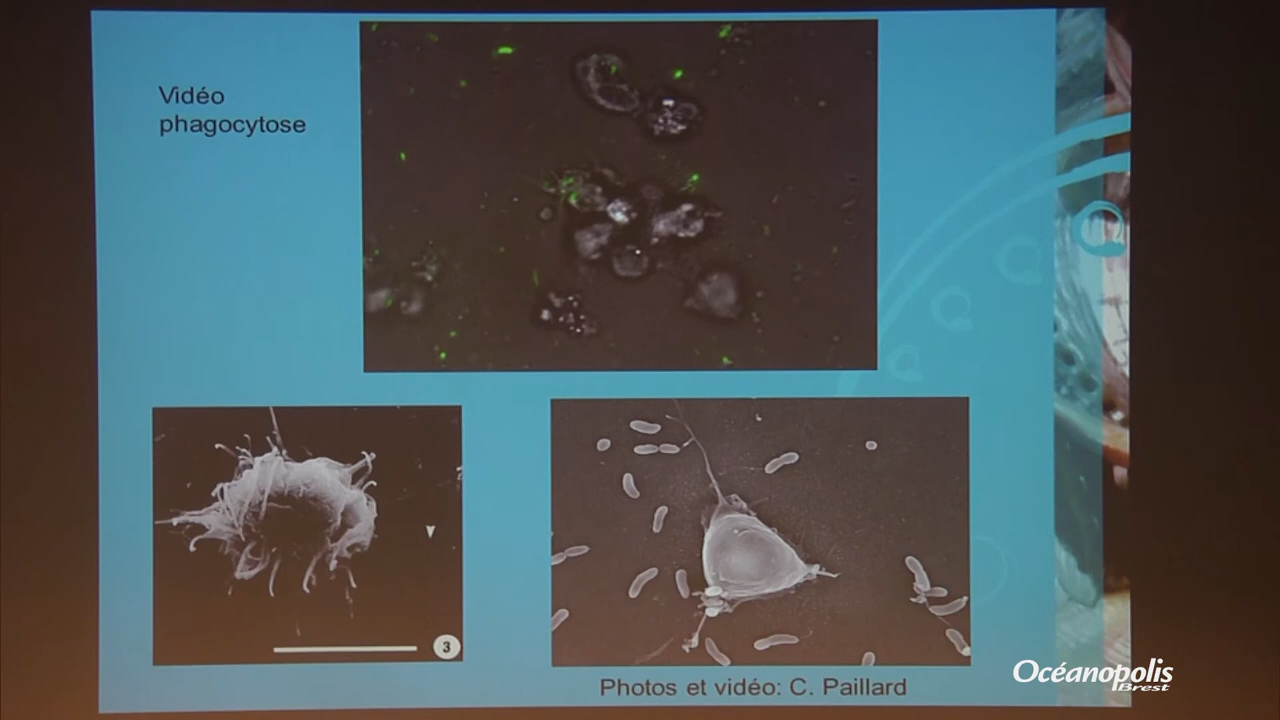 Vidéo
phagocytose
3
Photos et vidéo: C. Paillard
Océanopolis
Brest